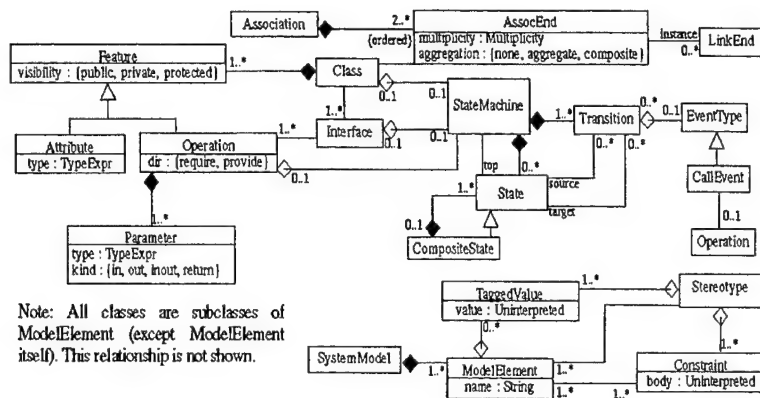 Association
2..*
{ordered}
AssocEnd
multiplicity : Multiplicity
aggregation : {none, aggregate, composite}
instance
0..*
LinkEnd
Feature
visibility : {public, private, protected}
1..*
Class
0..1
0..1
StateMachine
1..*
Transition
0..*
0..1
EventType
1..*
Attribute
type : TypeExpr
Operation
dir : {require, provide}
1..*
Interface
0..1
0..1
0..1
top
0..*
0..*
0..*
CallEvent
1..*
State
source
target
0..1
Operation
1..*
0..1
CompositeState
Parameter
type : TypeExpr
kind : {in, out, inout, return}
Note: All classes are subclasses of
ModelElement (except ModelElement
itself). This relationship is not shown.
TaggedValue
value : Uninterpreted
1..*
Stereotype
0..*
1..*
SystemModel
1..*
ModelElement
name : String
1..*
1..*
1..*
Constraint
body : Uninterpreted